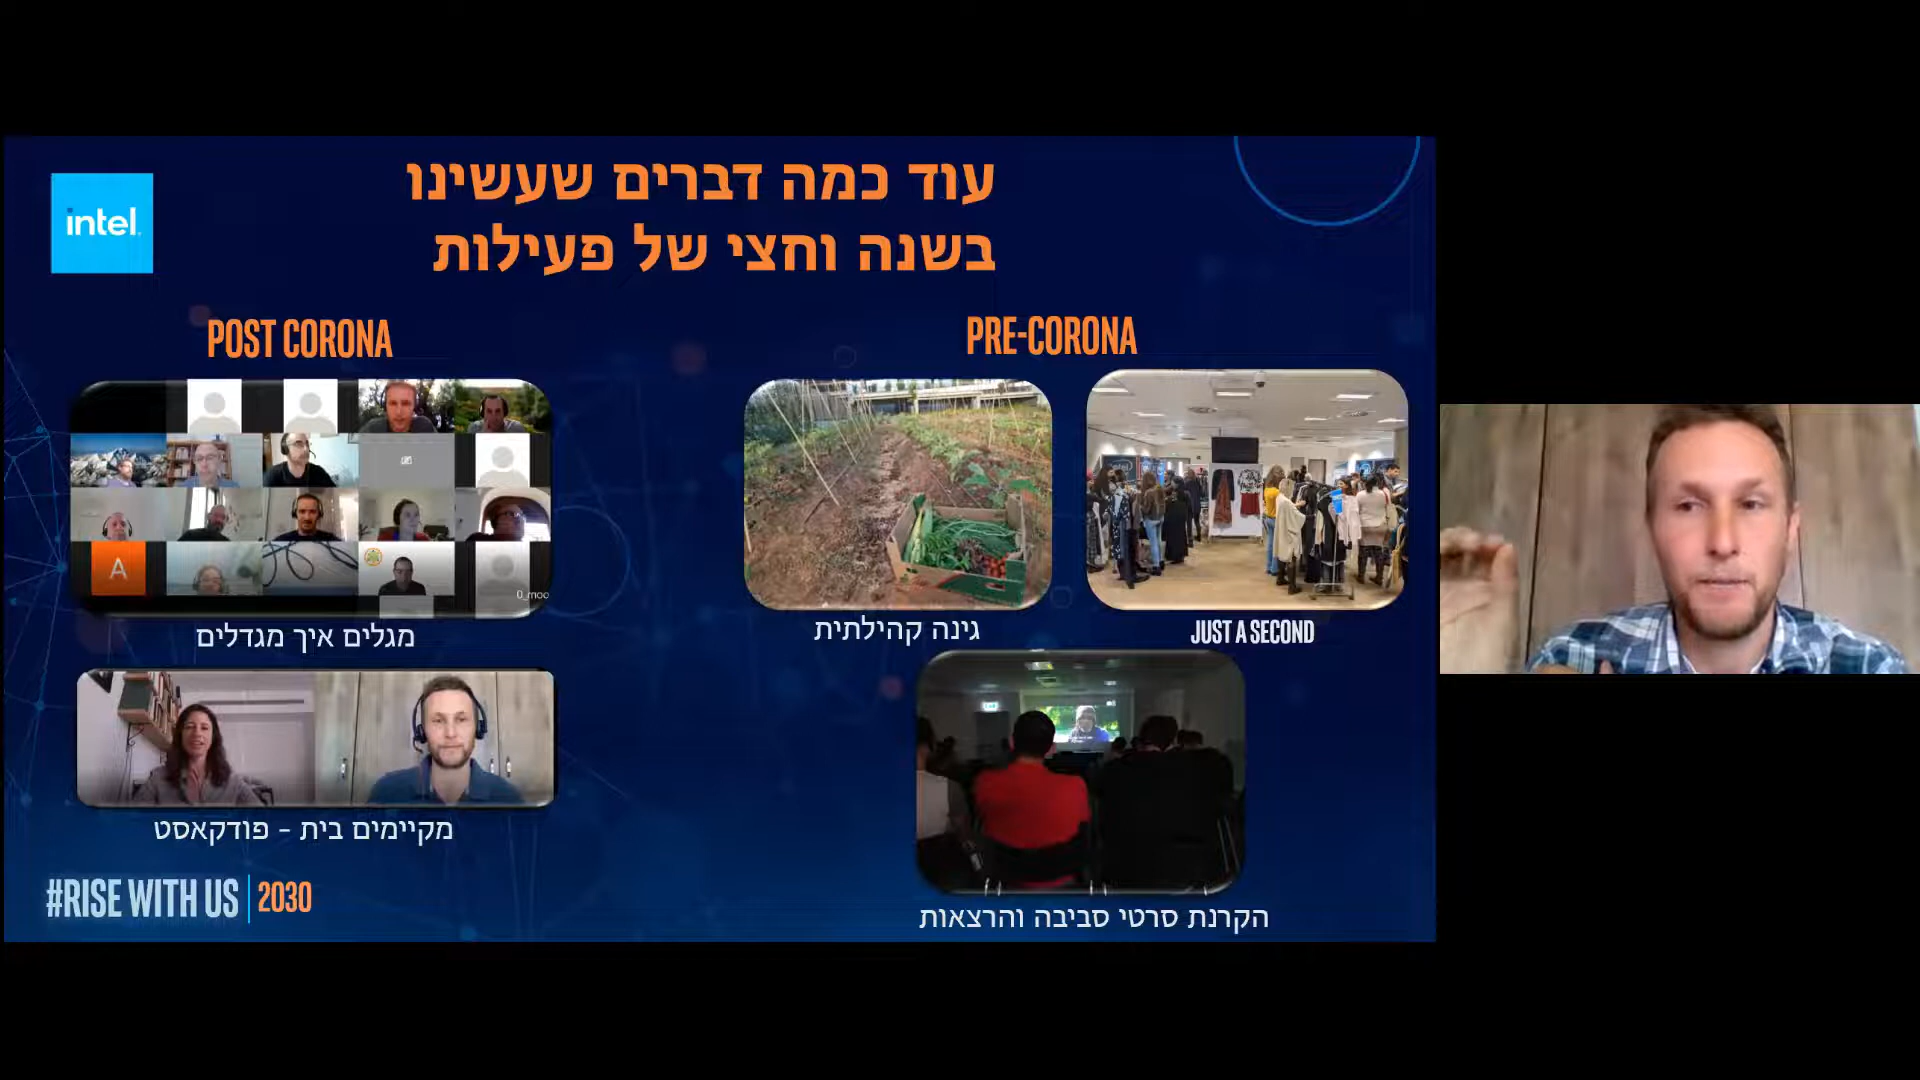 intel
עוד כמה דברים שעשינו
בשנה וחצי של פעילות
PRE-CORONA
POST CORONA
גינה קהילתית
JUST A SECOND
הקרנת סרטי סביבה והרצאות
A
מגלים איך מגדלים
מקיימים בית - פודקאסט
#RISE WITH US | 2030